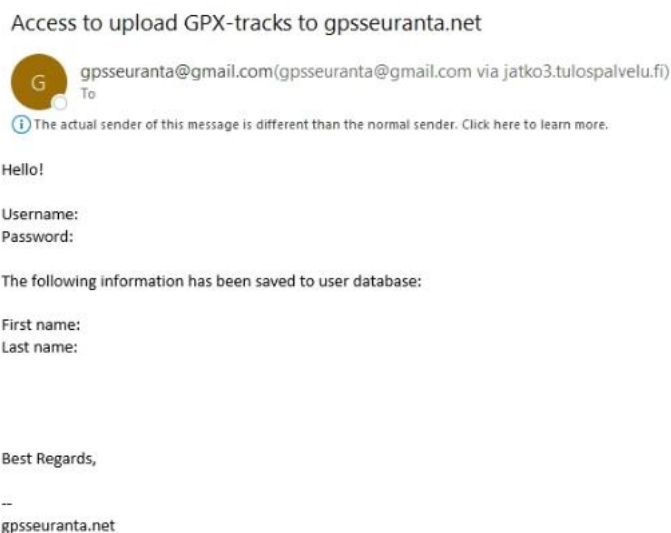 Access to upload GPX-tracks to gpsseuranta.net
G
gpsseuranta@gmail.com(gpsseuranta@gmail.com via jatko3.tulospalvelu.fi)
To
i The actual sender of this message is different than the normal sender. Click here to learn more.
Hello!
Username:
Password:
The following information has been saved to user database:
First name:
Last name:
Best Regards,
--
gpsseuranta.net